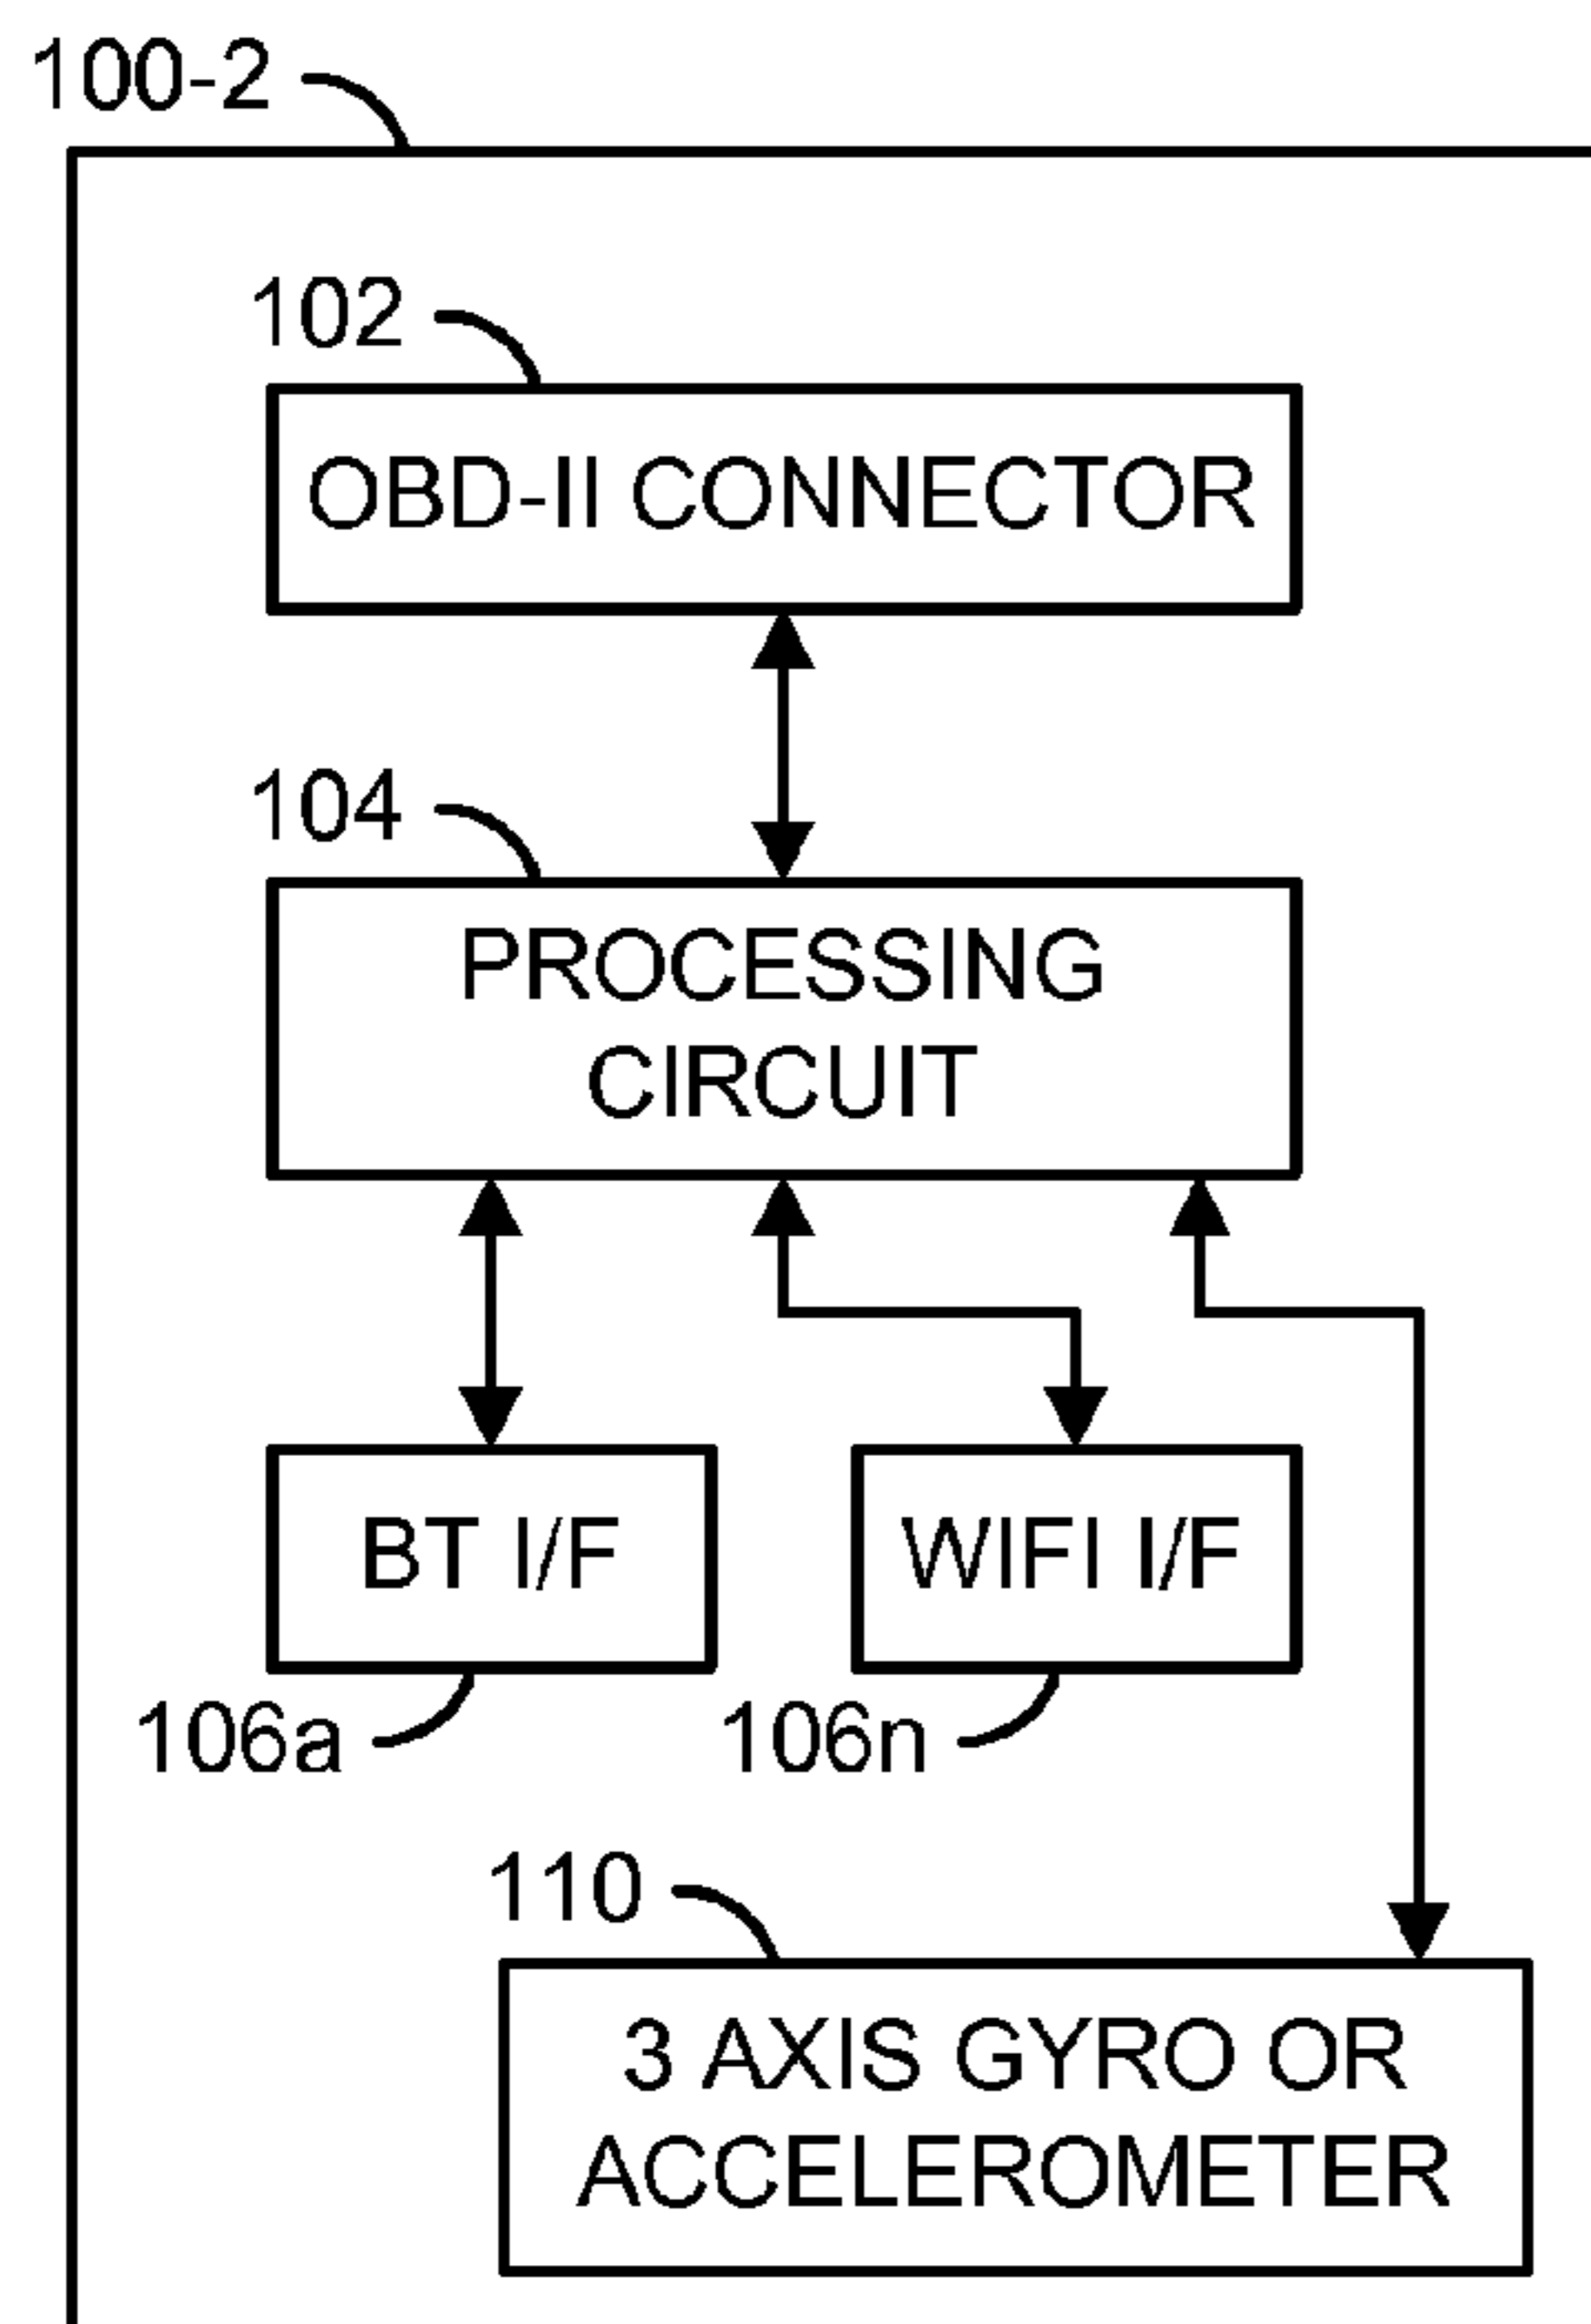 100-2
102
OBD-II CONNECTOR
104
PROCESSING
CIRCUIT
BT I/F
WIFI I/F
106a
106n
110
3 AXIS GYRO OR
ACCELEROMETER